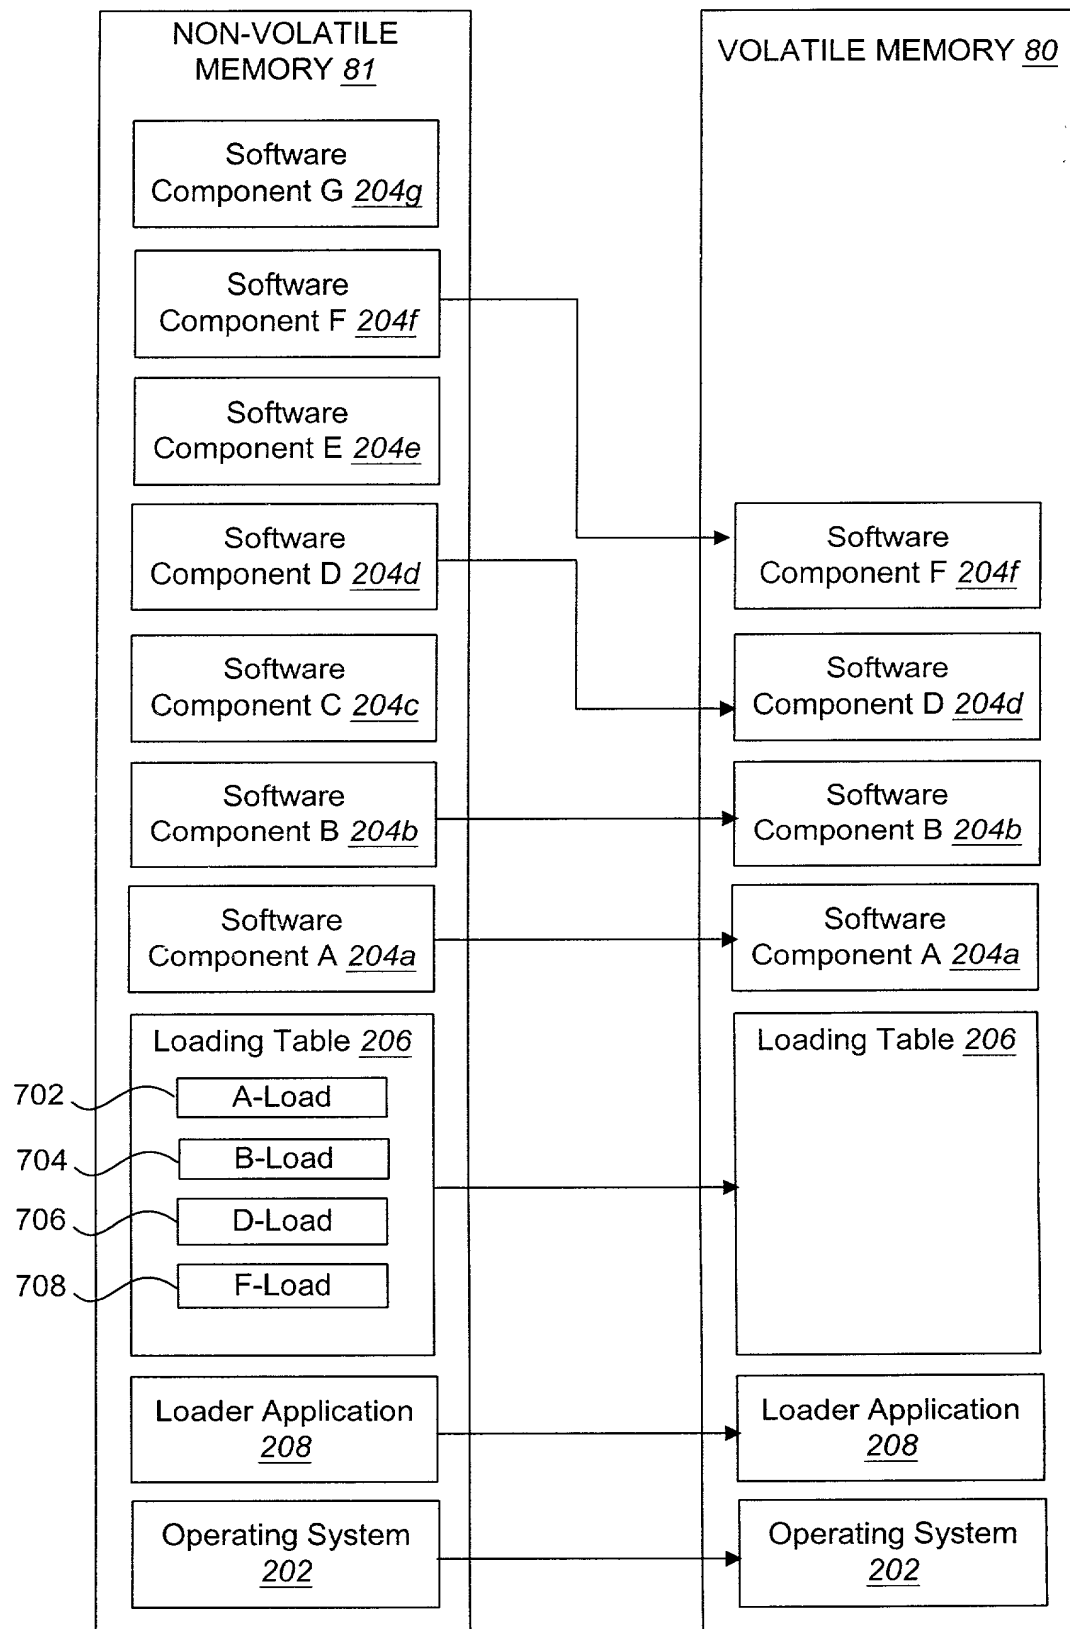 NON-VOLATILE
MEMORY 81
Software
Component G 204g
Software
Component F 204f
Software
Component E 204e
Software
Component D 204d
Software
Component C 204c
Software
Component B 204b
Software
Component A 204a
Loading Table 206
702
A-Load
704
B-Load
706
D-Load
708
F-Load
Loader Application
208
Operating System
202
VOLATILE MEMORY 80
Software
Component F 204f
Software
Component D 204d
Software
Component B 204b
Software
Component A 204a
Loading Table 206
Loader Application
208
Operating System
202